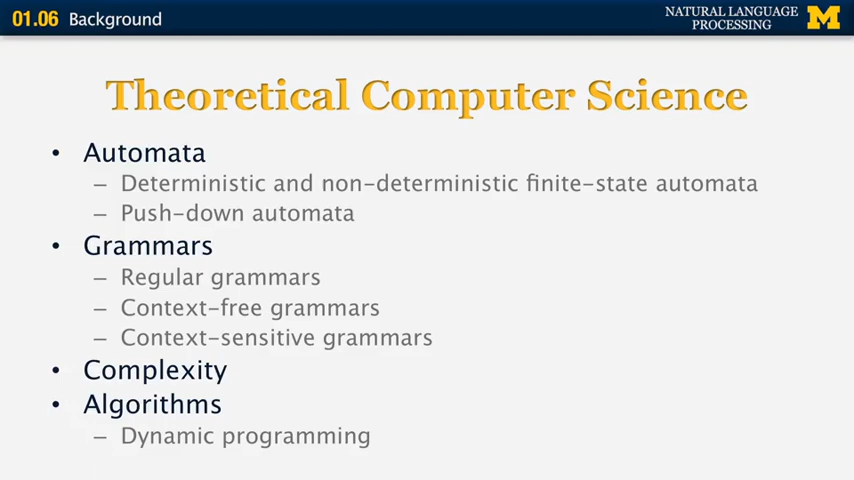 01.06 Background
NATURAL LANGUAGE
PROCESSING
M
Theoretical Computer Science
• Automata
– Deterministic and non-deterministic finite-state automata
– Push-down automata
• Grammars
– Regular grammars
– Context-free grammars
– Context-sensitive grammars
• Complexity
• Algorithms
– Dynamic programming